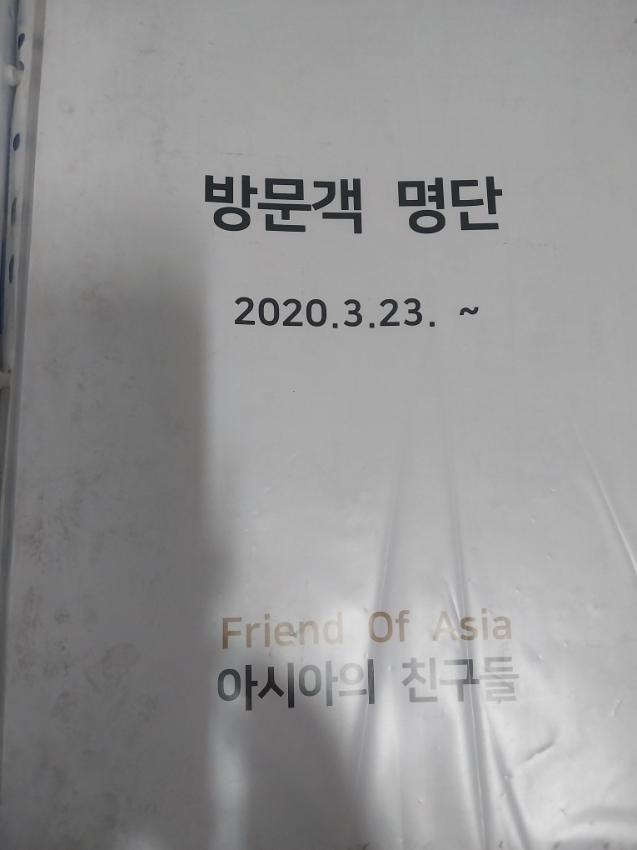 방문객 명단
2020.3.23. ~
Friend Of Asia
아시아의 친구들